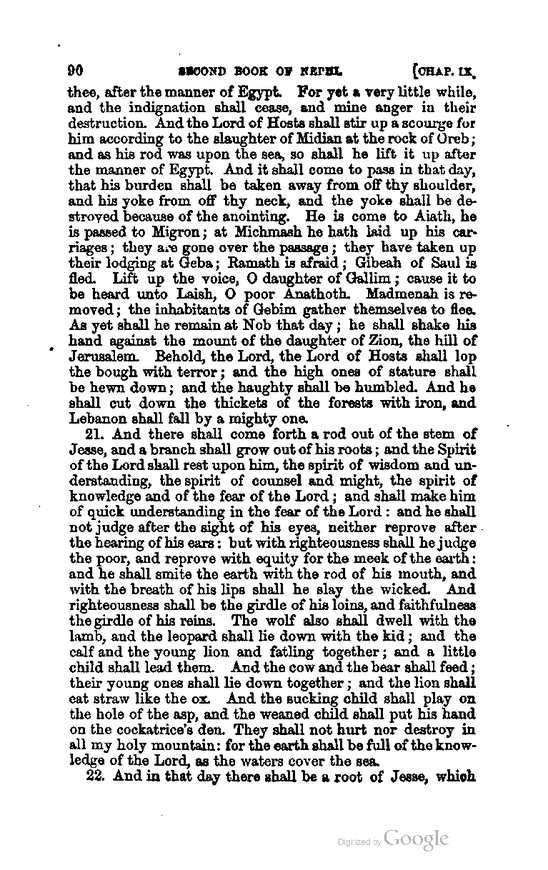 90 SECOND BOOK OF NEPHI. [CHAP. IX.
thee, after the manner of Egypt. For yet a very little while,
and the indignation shall cease, and mine anger in their
destruction. And the Lord of Hosts shall stir up a scourge for
him according to the slaughter of Midian at the rock of Oreb;
and as his rod was upon the sea, so shall he lift it up after
the manner of Egypt. And it shall come to pass in that day,
that his burden shall be taken away from off thy shoulder,
and his yoke from off thy neck, and the yoke shall be de-
stroyed because of the anointing. He is come to Aiath, he
is passed to Migron; at Michmash he hath laid up his car-
riages; they are gone over the passage; they have taken up
their lodging at Geba; Ramath is afraid; Gibeah of Saul is
fled. Lift up the voice, O daughter of Gallim; cause it to
be heard unto Laish, O poor Anathoth. Madmenah is re-
moved; the inhabitants of Gebim gather themselves to flee.
As yet shall he remain at Nob that day; he shall shake his
hand against the mount of the daughter of Zion, the hill of
Jerusalem. Behold, the Lord, the Lord of Hosts shall lop
the bough with terror; and the high ones of stature shall
be hewn down; and the haughty shall be humbled. And he
shall cut down the thickets of the forests with iron, and
Lebanon shall fall by a mighty one.
21. And there shall come forth a rod out of the stem of
Jesse, and a branch shall grow out of his roots; and the Spirit
of the Lord shall rest upon him, the spirit of wisdom and un-
derstanding, the spirit of counsel and might, the spirit of
knowledge and of the fear of the Lord; and shall make him
of quick understanding in the fear of the Lord: and he shall
not judge after the sight of his eyes, neither reprove after
the hearing of his ears: but with righteousness shall he judge
the poor, and reprove with equity for the meek of the earth:
and he shall smite the earth with the rod of his mouth, and
with the breath of his lips shall he slay the wicked. And
righteousness shall be the girdle of his loins, and faithfulness
the girdle of his reins. The wolf also shall dwell with the
lamb, and the leopard shall lie down with the kid; and the
calf and the young lion and fatling together; and a little
child shall lead them. And the cow and the bear shall feed;
their young ones shall lie down together; and the lion shall
eat straw like the ox. And the sucking child shall play on
the hole of the asp, and the weaned child shall put his hand
on the cockatrice's den. They shall not hurt nor destroy in
all my holy mountain: for the earth shall be full of the know-
ledge of the Lord, as the waters cover the sea.
22. And in that day there shall be a root of Jesse, which
Digitized by Google